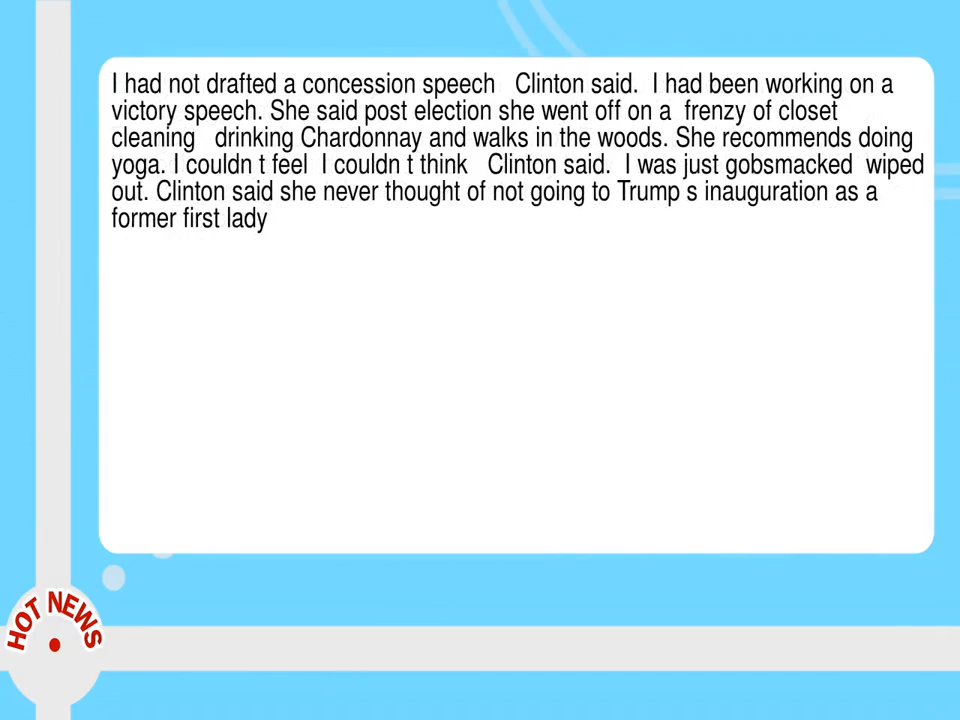 I had not drafted a concession speech   Clinton said.  I had been working on a
victory speech. She said post election she went off on a  frenzy of closet
cleaning   drinking Chardonnay and walks in the woods. She recommends doing
yoga. I couldn t feel  I couldn t think   Clinton said.  I was just gobsmacked  wiped
out. Clinton said she never thought of not going to Trump s inauguration as a
former first lady
HOT NEWS